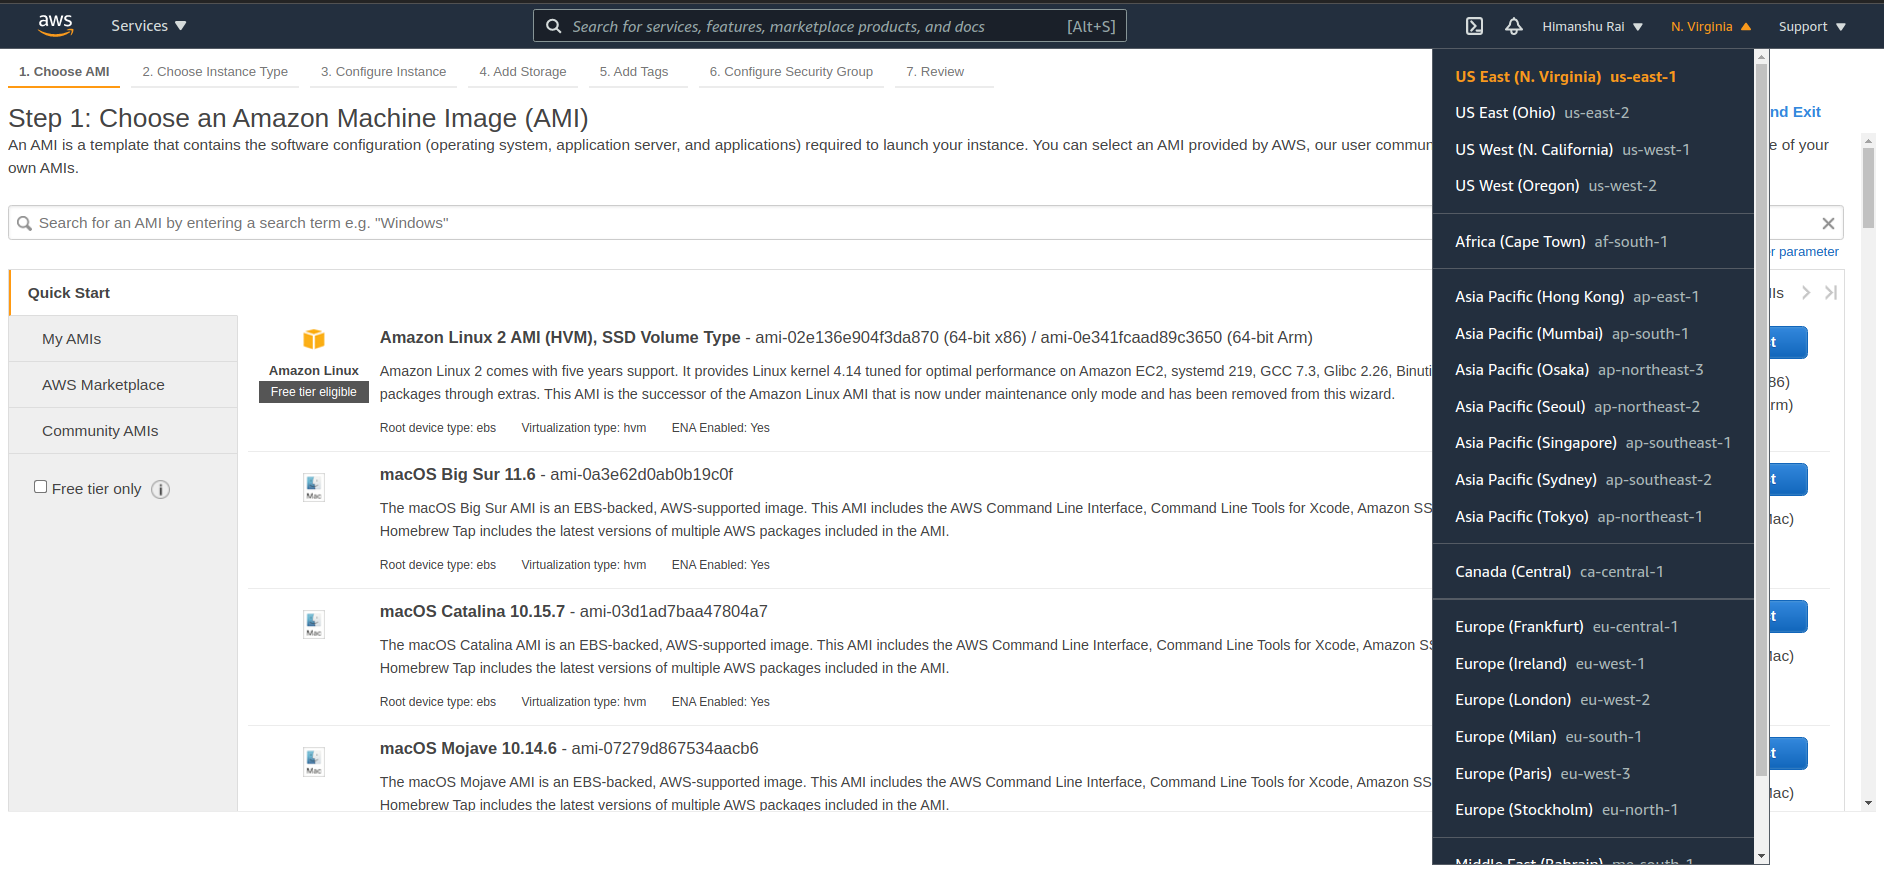 aws
Services
Search for services, features, marketplace products, and docs [Alt+S]
Himanshu Rai
N. Virginia
Support
1. Choose AMI 2. Choose Instance Type 3. Configure Instance 4. Add Storage 5. Add Tags 6. Configure Security Group 7. Review
Step 1: Choose an Amazon Machine Image (AMI)
nd Exit
An AMI is a template that contains the software configuration (operating system, application server, and applications) required to launch your instance. You can select an AMI provided by AWS, our user commun
e of your
own AMIs.
Search for an AMI by entering a search term e.g. "Windows"
r parameter
Quick Start
My AMIs
AWS Marketplace
Community AMIs
Free tier only
Amazon Linux
Free tier eligible
Amazon Linux 2 AMI (HVM), SSD Volume Type - ami-02e136e904f3da870 (64-bit x86) / ami-0e341fcaad89c3650 (64-bit Arm)
Amazon Linux 2 comes with five years support. It provides Linux kernel 4.14 tuned for optimal performance on Amazon EC2, systemd 219, GCC 7.3, Glibc 2.26, Binuti
packages through extras. This AMI is the successor of the Amazon Linux AMI that is now under maintenance only mode and has been removed from this wizard.
Root device type: ebs Virtualization type: hvm ENA Enabled: Yes
Mac
macOS Big Sur 11.6 - ami-0a3e62d0ab0b19c0f
The macOS Big Sur AMI is an EBS-backed, AWS-supported image. This AMI includes the AWS Command Line Interface, Command Line Tools for Xcode, Amazon SS
Homebrew Tap includes the latest versions of multiple AWS packages included in the AMI.
Root device type: ebs Virtualization type: hvm ENA Enabled: Yes
Mac
macOS Catalina 10.15.7 - ami-03d1ad7baa47804a7
The macOS Catalina AMI is an EBS-backed, AWS-supported image. This AMI includes the AWS Command Line Interface, Command Line Tools for Xcode, Amazon SS
Homebrew Tap includes the latest versions of multiple AWS packages included in the AMI.
Root device type: ebs Virtualization type: hvm ENA Enabled: Yes
Mac
macOS Mojave 10.14.6 - ami-07279d867534aacb6
The macOS Mojave AMI is an EBS-backed, AWS-supported image. This AMI includes the AWS Command Line Interface, Command Line Tools for Xcode, Amazon SS
Homebrew Tap includes the latest versions of multiple AWS packages included in the AMI.
US East (N. Virginia) us-east-1
US East (Ohio) us-east-2
US West (N. California) us-west-1
US West (Oregon) us-west-2
Africa (Cape Town) af-south-1
Asia Pacific (Hong Kong) ap-east-1
Asia Pacific (Mumbai) ap-south-1
Asia Pacific (Osaka) ap-northeast-3
Asia Pacific (Seoul) ap-northeast-2
Asia Pacific (Singapore) ap-southeast-1
Asia Pacific (Sydney) ap-southeast-2
Asia Pacific (Tokyo) ap-northeast-1
Canada (Central) ca-central-1
Europe (Frankfurt) eu-central-1
Europe (Ireland) eu-west-1
Europe (London) eu-west-2
Europe (Milan) eu-south-1
Europe (Paris) eu-west-3
Europe (Stockholm) eu-north-1
Middle East (Bahrain) me-south-1